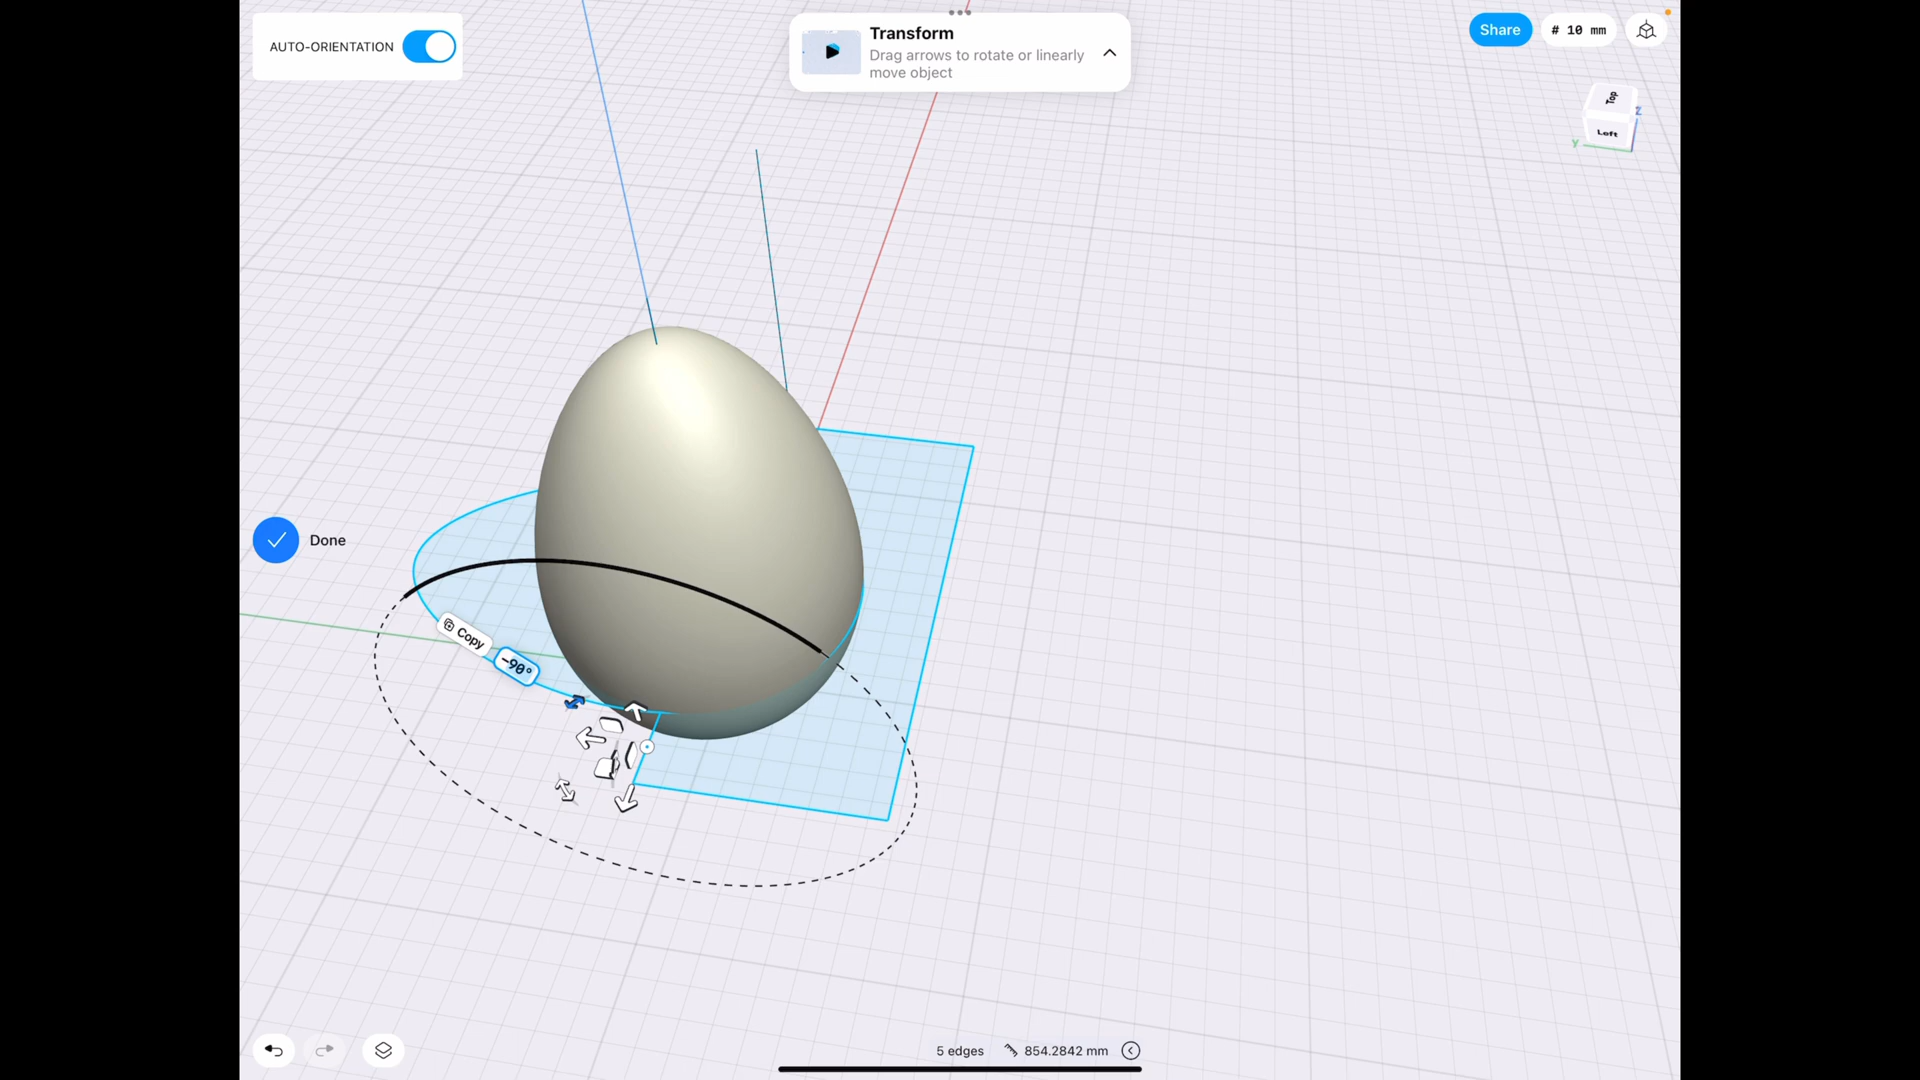 AUTO-ORIENTATION
Transform
Drag arrows to rotate or linearly
move object
Share
# 10 mm
Top
Left
Z
Y
Done
Copy
-90°
5 edges
854.2842 mm